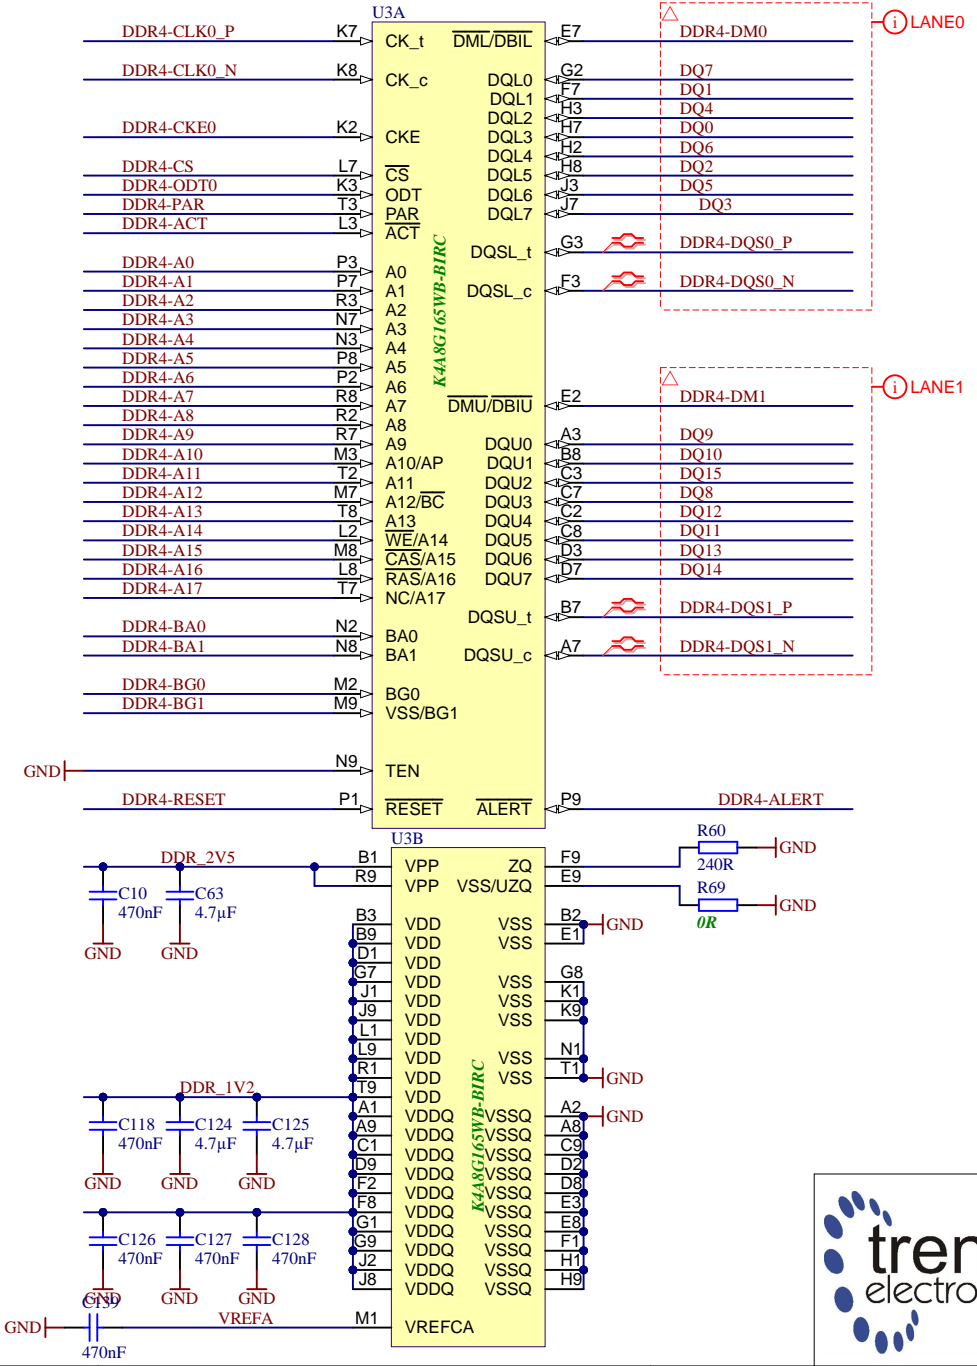 U3A
DDR4-CLK0_P K7 CK_t DML/DBIL E7 DDR4-DM0
LANE0
DDR4-CLK0_N K8 CK_c DQL0 G2 DQ7
DQL1 F7 DQ1
DQL2 H3 DQ4
DDR4-CKE0 K2 CKE DQL3 H7 DQ0
DQL4 H2 DQ6
DDR4-CS L7 CS DQL5 H8 DQ2
DDR4-ODT0 K3 ODT DQL6 J3 DQ5
DDR4-PAR T3 PAR DQL7 J7 DQ3
DDR4-ACT L3 ACT
DQSL_t G3 DDR4-DQS0_P
DDR4-A0 P3 A0
DDR4-A1 P7 A1 DQSL_c F3 DDR4-DQS0_N
DDR4-A2 R3 A2
DDR4-A3 N7 A3
DDR4-A4 N3 A4
DDR4-A5 P8 A5
DDR4-A6 P2 A6
K4A8G165WB-BIRC
LANE1
DDR4-A7 R8 A7 DMU/DBIU E2 DDR4-DM1
DDR4-A8 R2 A8
DDR4-A9 R7 A9 DQU0 A3 DQ9
DDR4-A10 M3 A10/AP DQU1 B8 DQ10
DDR4-A11 T2 A11 DQU2 C3 DQ15
DDR4-A12 M7 A12/BC DQU3 C7 DQ8
DDR4-A13 T8 A13 DQU4 C2 DQ12
DDR4-A14 L2 WE/A14 DQU5 C8 DQ11
DDR4-A15 M8 CAS/A15 DQU6 D3 DQ13
DDR4-A16 L8 RAS/A16 DQU7 D7 DQ14
DDR4-A17 T7 NC/A17
DQSU_t B7 DDR4-DQS1_P
DDR4-BA0 N2 BA0
DDR4-BA1 N8 BA1 DQSU_c A7 DDR4-DQS1_N
DDR4-BG0 M2 BG0
DDR4-BG1 M9 VSS/BG1
GND N9 TEN
DDR4-RESET P1 RESET ALERT P9 DDR4-ALERT
U3B
DDR_2V5 B1 VPP ZQ F9 R60 240R GND
R9 VPP VSS/UZQ E9 R69 0R GND
C10 470nF GND
C63 4.7µF GND
B3 VDD VSS B2 GND
B9 VDD VSS E1
D1 VDD
G7 VDD VSS G8
J1 VDD VSS K1
J9 VDD VSS K9
L1 VDD
L9 VDD VSS N1
R1 VDD VSS T1 GND
DDR_1V2 T9 VDD
A1 VDDQ VSSQ A2 GND
A9 VDDQ VSSQ A8
C1 VDDQ VSSQ C9
D9 VDDQ VSSQ D2
F2 VDDQ VSSQ D8
F8 VDDQ VSSQ E3
G1 VDDQ VSSQ E8
G9 VDDQ VSSQ F1
J2 VDDQ VSSQ H1
J8 VDDQ VSSQ H9
K4A8G165WB-BIRC
C118 470nF GND
C124 4.7µF GND
C125 4.7µF GND
C126 470nF GND
C127 470nF GND
C128 470nF GND
GND C139 470nF VREFA M1 VREFCA
tren
electro